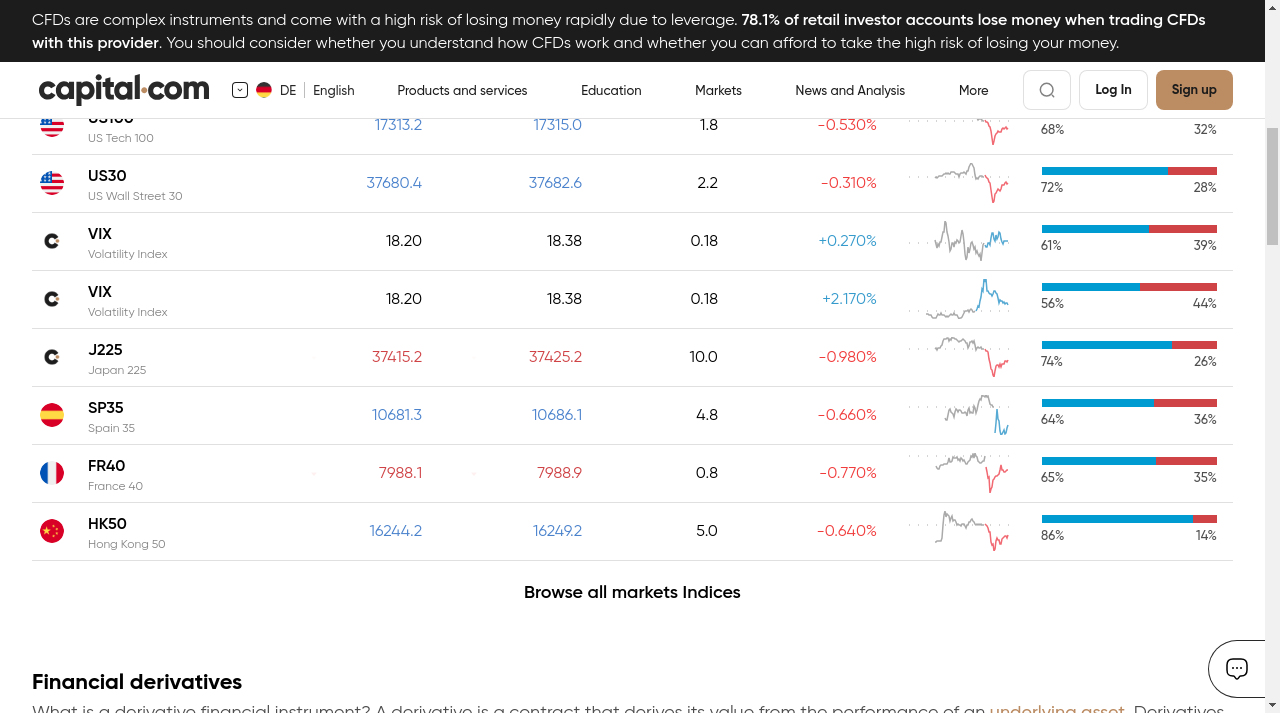 CFDs are complex instruments and come with a high risk of losing money rapidly due to leverage. 78.1% of retail investor accounts lose money when trading CFDs
with this provider. You should consider whether you understand how CFDs work and whether you can afford to take the high risk of losing your money.
capital.com DE English Products and services Education Markets News and Analysis More Log In Sign up
US100 17313.2 17315.0 1.8 -0.530%
US Tech 100 68% 32%
US30 37680.4 37682.6 2.2 -0.310%
US Wall Street 30 72% 28%
VIX 18.20 18.38 0.18 +0.270%
Volatility Index 61% 39%
VIX 18.20 18.38 0.18 +2.170%
Volatility Index 56% 44%
J225 37415.2 37425.2 10.0 -0.980%
Japan 225 74% 26%
SP35 10681.3 10686.1 4.8 -0.660%
Spain 35 64% 36%
FR40 7988.1 7988.9 0.8 -0.770%
France 40 65% 35%
HK50 16244.2 16249.2 5.0 -0.640%
Hong Kong 50 86% 14%
Browse all markets Indices
Financial derivatives
What is a derivative financial instrument? A derivative is a contract that derives its value from the performance of an underlying asset. Derivatives